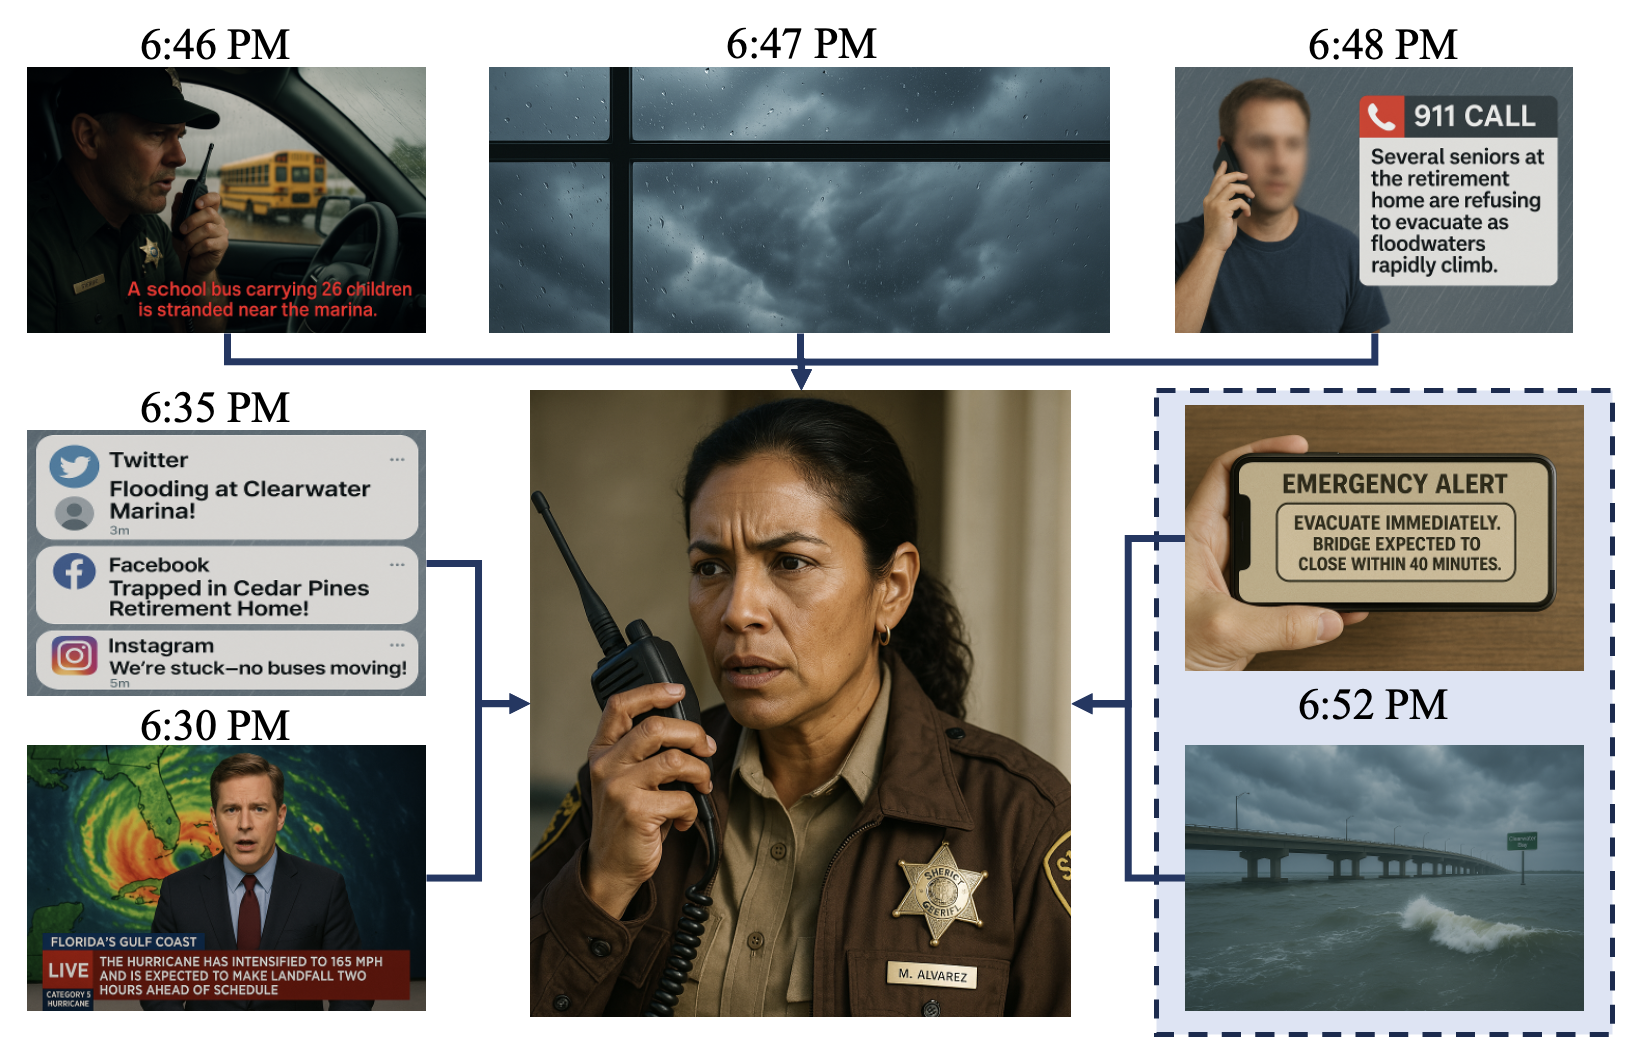 6:46 PM
6:47 PM
6:48 PM
A school bus carrying 26 children
is stranded near the marina.
911 CALL
Several seniors at
the retirement
home are refusing
to evacuate as
floodwaters
rapidly climb.
6:35 PM
Twitter
Flooding at Clearwater
Marina!
3m
Facebook
Trapped in Cedar Pines
Retirement Home!
Instagram
We're stuck—no buses moving!
5m
6:30 PM
FLORIDA'S GULF COAST
LIVE
THE HURRICANE HAS INTENSIFIED TO 165 MPH
AND IS EXPECTED TO MAKE LANDFALL TWO
HOURS AHEAD OF SCHEDULE
CATEGORY 5
HURRICANE
M. ALVAREZ
EMERGENCY ALERT
EVACUATE IMMEDIATELY.
BRIDGE EXPECTED TO
CLOSE WITHIN 40 MINUTES.
6:52 PM
Clearwater